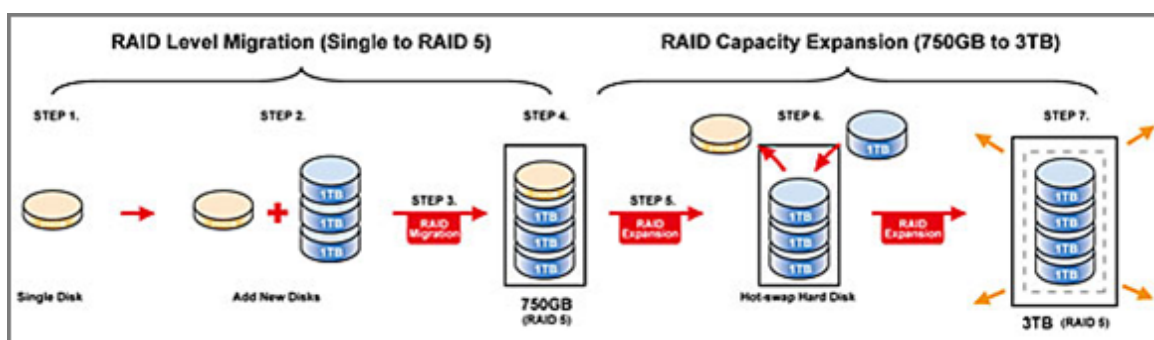 RAID Level Migration (Single to RAID 5)
RAID Capacity Expansion (750GB to 3TB)
STEP 1.
STEP 2.
STEP 4.
STEP 6.
STEP 7.
1TB
1TB
1TB
1TB
STEP 3.
RAID
Migration
1TB
1TB
1TB
STEP 5.
RAID
Expansion
1TB
1TB
1TB
RAID
Expansion
1TB
1TB
1TB
1TB
Single Disk
Add New Disks
750GB
(RAID 5)
Hot-swap Hard Disk
3TB (RAID 5)